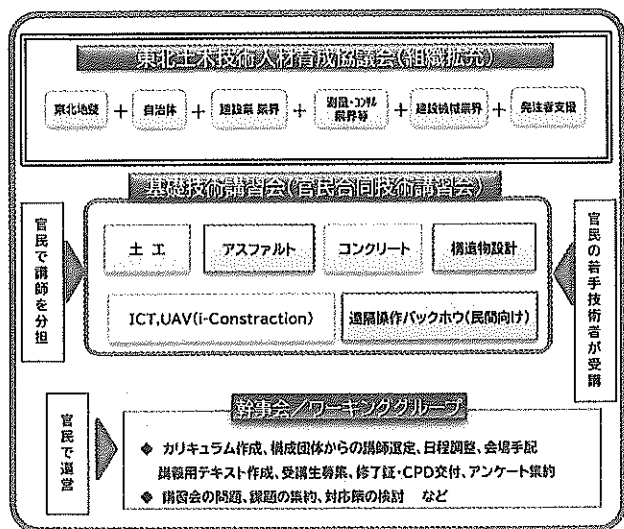 東北土木技術人材育成協議会(組織拡充)
東北地整 + 自治体 + 建設業 業界 + 測量・コンサル 業界等 + 建設機械業界 + 発注者支援
基礎技術講習会(官民合同技術講習会)
官民で講師を分担
土工 アスファルト コンクリート 構造物設計
ICT,UAV(i-Constraction) 遠隔操作バックホウ(民間向け)
官民の若手技術者が受講
幹事会/ワーキンググループ
官民で運営
◆ カリキュラム作成、構成団体からの講師選定、日程調整、会場手配
講義用テキスト作成、受講生募集、修了証・CPD交付、アンケート集約
◆ 講習会の問題、課題の集約、対応策の検討 など